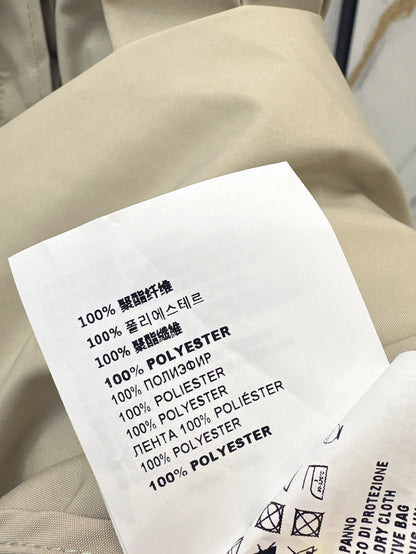 100% 聚酯纤维
100% 폴리에스테르
100% 聚酯纖維
100% POLYESTER
100% ПОЛИЭФИР
100% POLIESTER
100% POLYESTER
ЛЕНТА 100% POLIÉSTER
100% POLYESTER
100% POLYESTER
ANNO
O DI PROTEZIONE
DRY CLOTH
VE BAG